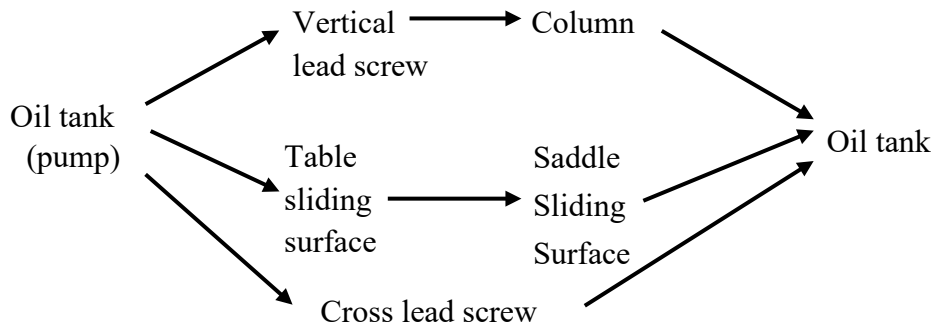 Vertical
lead screw
Column
Oil tank
(pump)
Table
sliding
surface
Saddle
Sliding
Surface
Oil tank
Cross lead screw